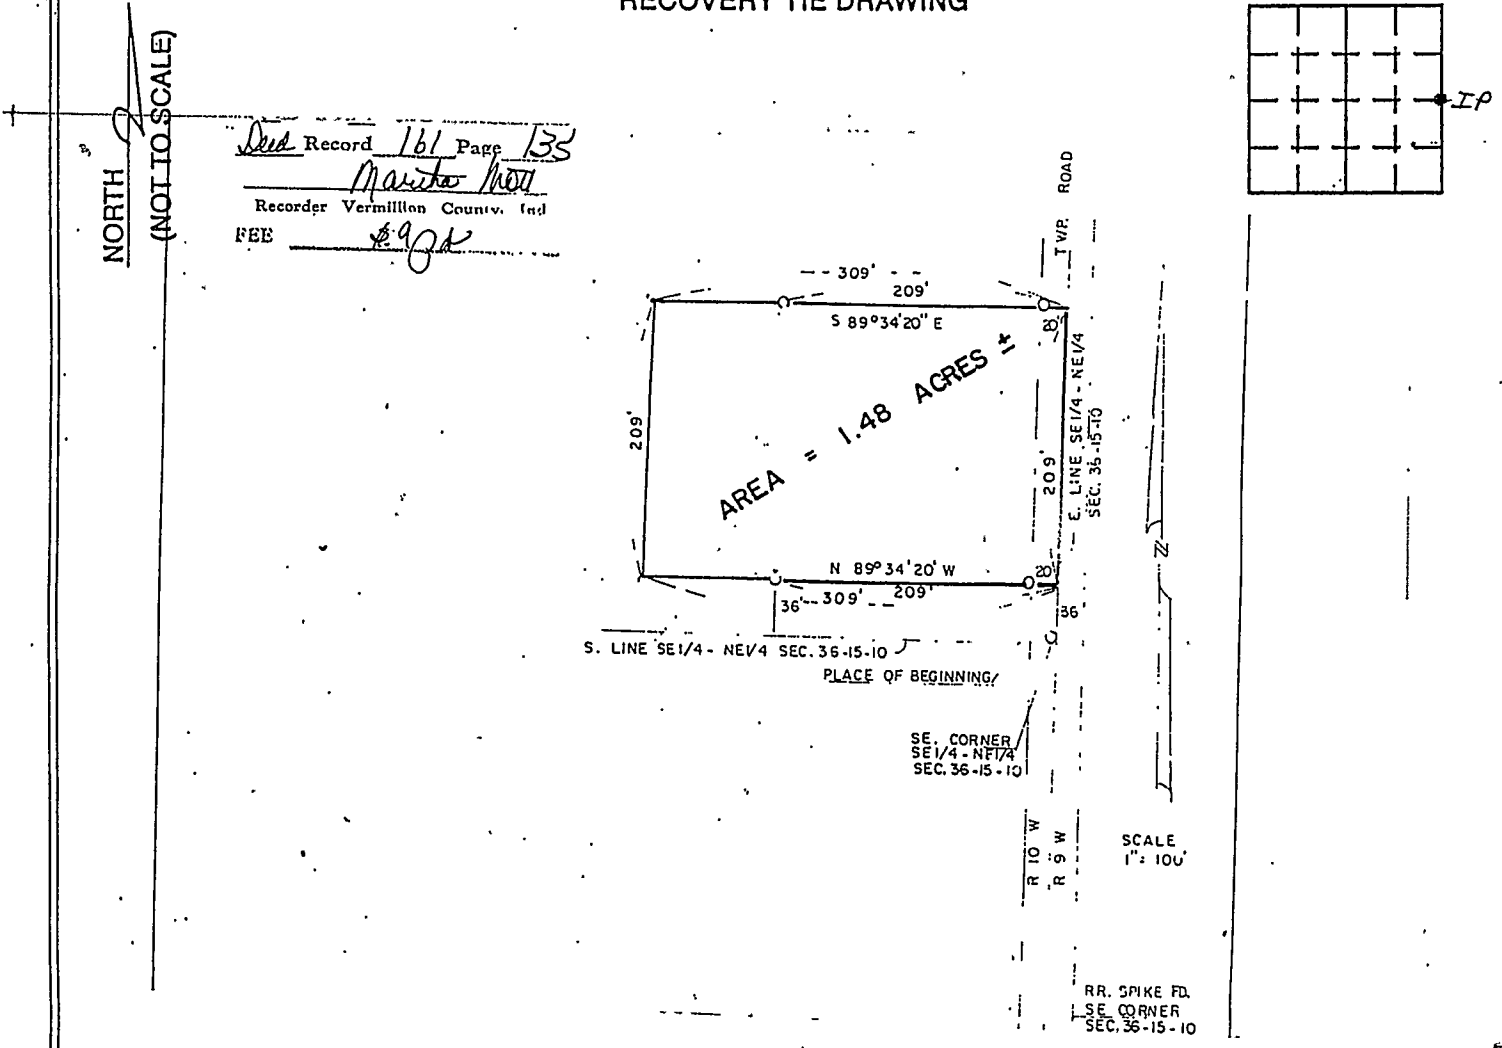 RECOVERY TIE DRAWING
NORTH
(NOT TO SCALE)
Deed Record 161 Page 135
Martha Mott
Recorder Vermillion County, Ind
FEE
IP
TWP. ROAD
309'
209'
S 89°34'20" E
20'
209'
AREA = 1.48 ACRES ±
209'
E. LINE SE1/4 - NE1/4
SEC. 36-15-10
N
N 89°34'20' W
20'
309'
209'
36'
36'
S. LINE SE1/4 - NE1/4 SEC. 36-15-10
PLACE OF BEGINNING
SE. CORNER
SE1/4 - NE1/4
SEC. 36-15-10
R 10 W
R 9 W
SCALE
1": 100'
RR. SPIKE FD.
SE CORNER
SEC. 36-15-10